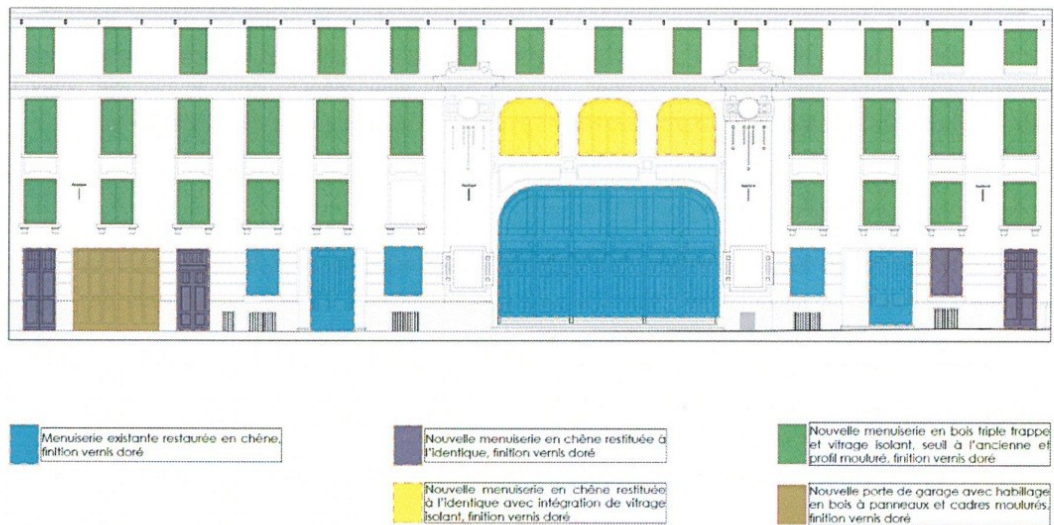 Menuiserie existante restaurée en chêne,
finition vernis doré
Nouvelle menuiserie en chêne restituée à
l'identique, finition vernis doré
Nouvelle menuiserie en chêne restituée
à l'identique avec intégration de vitrage
isolant, finition vernis doré
Nouvelle menuiserie en bois triple frappe
et vitrage isolant, seuil à l'ancienne et
profil mouluré, finition vernis doré
Nouvelle porte de garage avec habillage
en bois à panneaux et cadres moulurés,
finition vernis doré